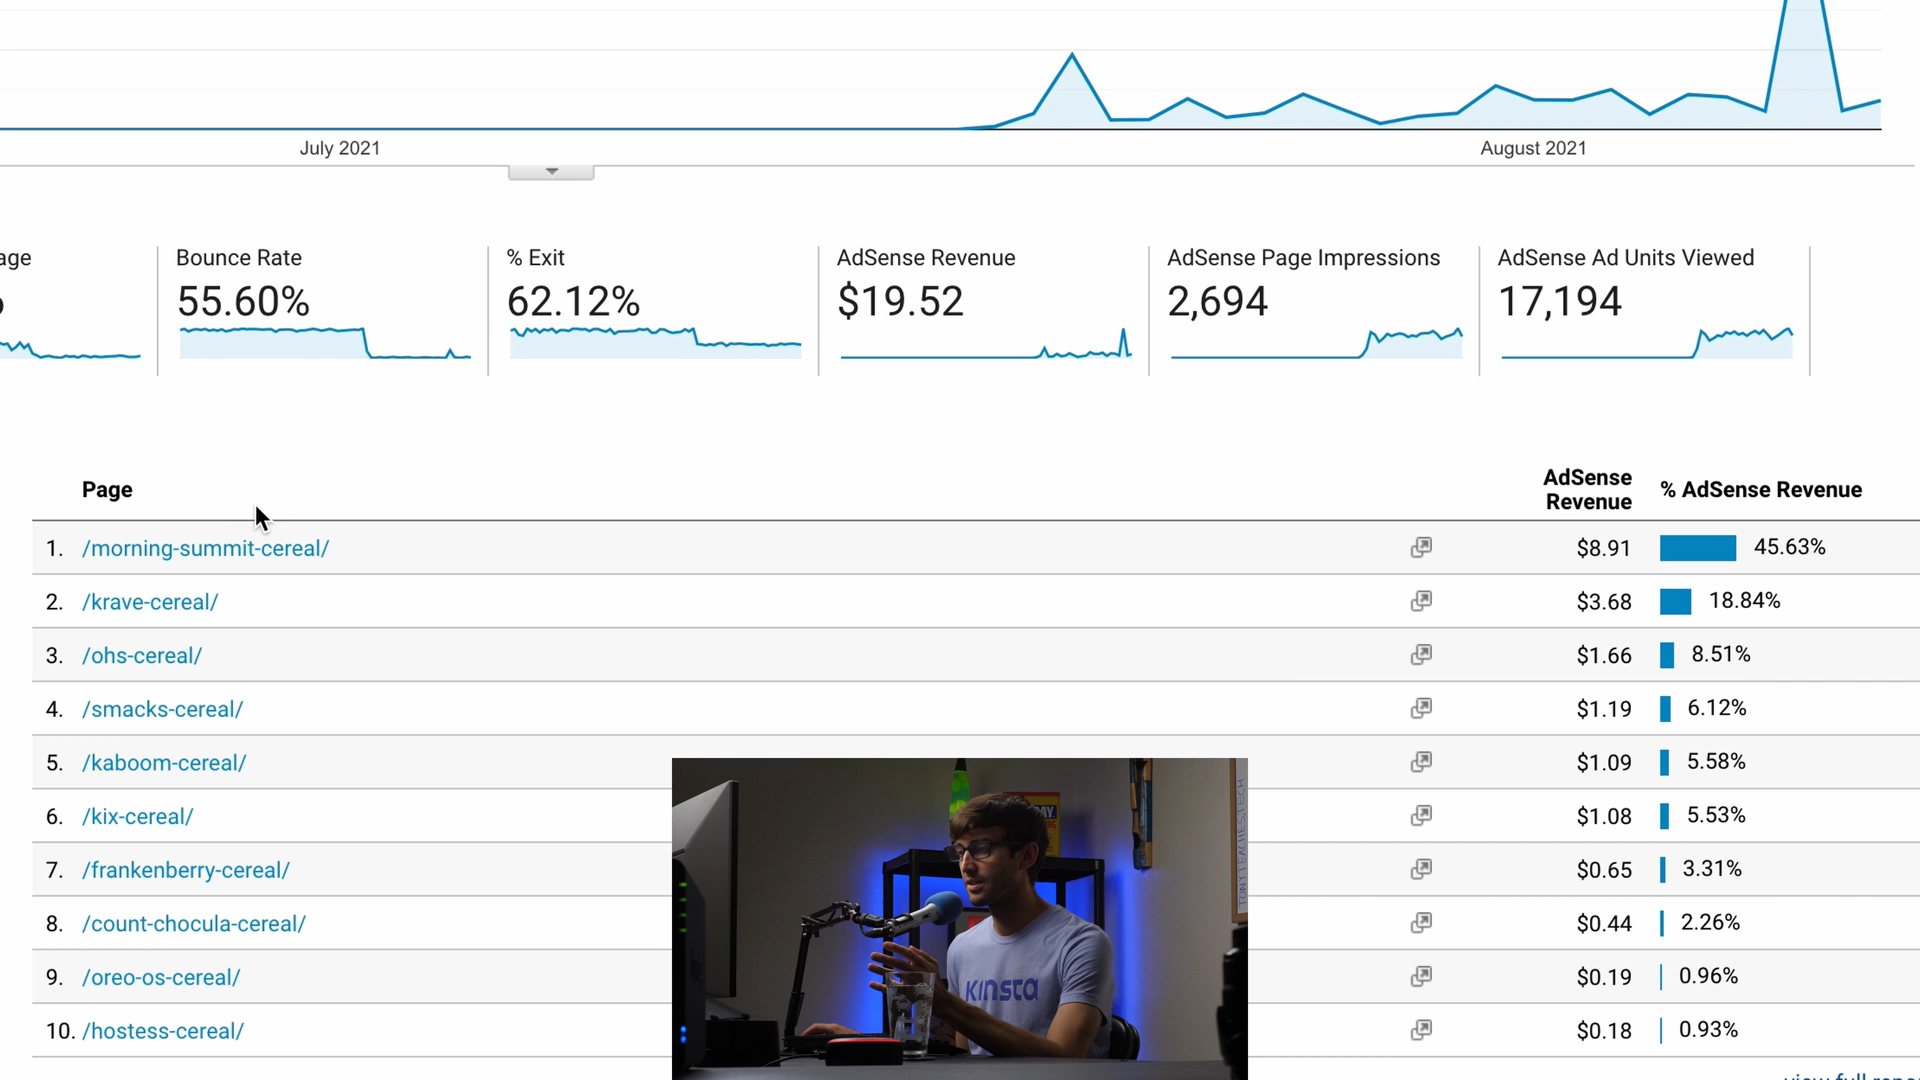 July 2021
August 2021
age
Bounce Rate
55.60%
% Exit
62.12%
AdSense Revenue
$19.52
AdSense Page Impressions
2,694
AdSense Ad Units Viewed
17,194
Page
AdSense Revenue
% AdSense Revenue
1. /morning-summit-cereal/ $8.91 45.63%
2. /krave-cereal/ $3.68 18.84%
3. /ohs-cereal/ $1.66 8.51%
4. /smacks-cereal/ $1.19 6.12%
5. /kaboom-cereal/ $1.09 5.58%
6. /kix-cereal/ $1.08 5.53%
7. /frankenberry-cereal/ $0.65 3.31%
8. /count-chocula-cereal/ $0.44 2.26%
9. /oreo-os-cereal/ $0.19 0.96%
10. /hostess-cereal/ $0.18 0.93%
KINSTA
TONY TEACHES TECH